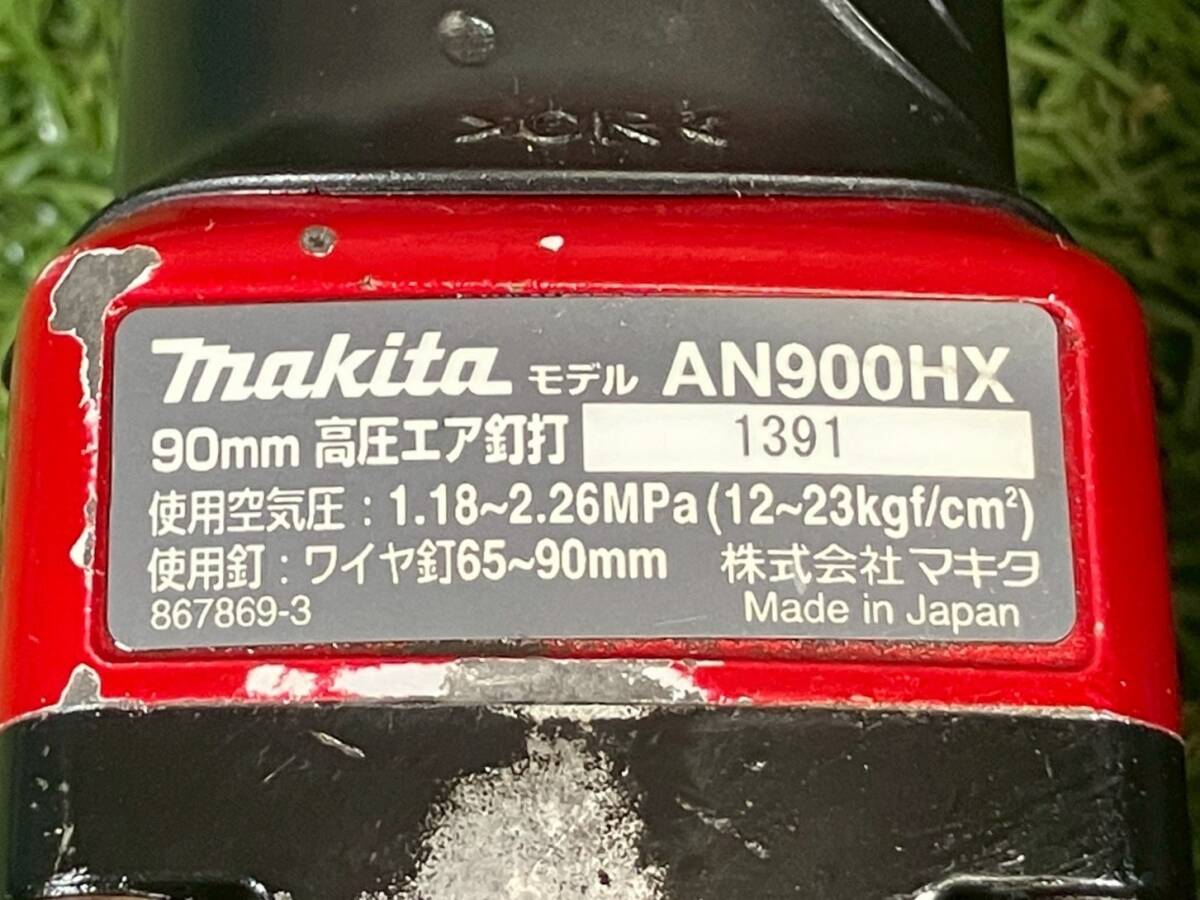 makita モデル AN900HX
90mm 高圧エア釘打 1391
使用空気圧 : 1.18~2.26MPa (12~23kgf/cm²)
使用釘 : ワイヤ釘65~90mm 株式会社 マキタ
867869-3 Made in Japan